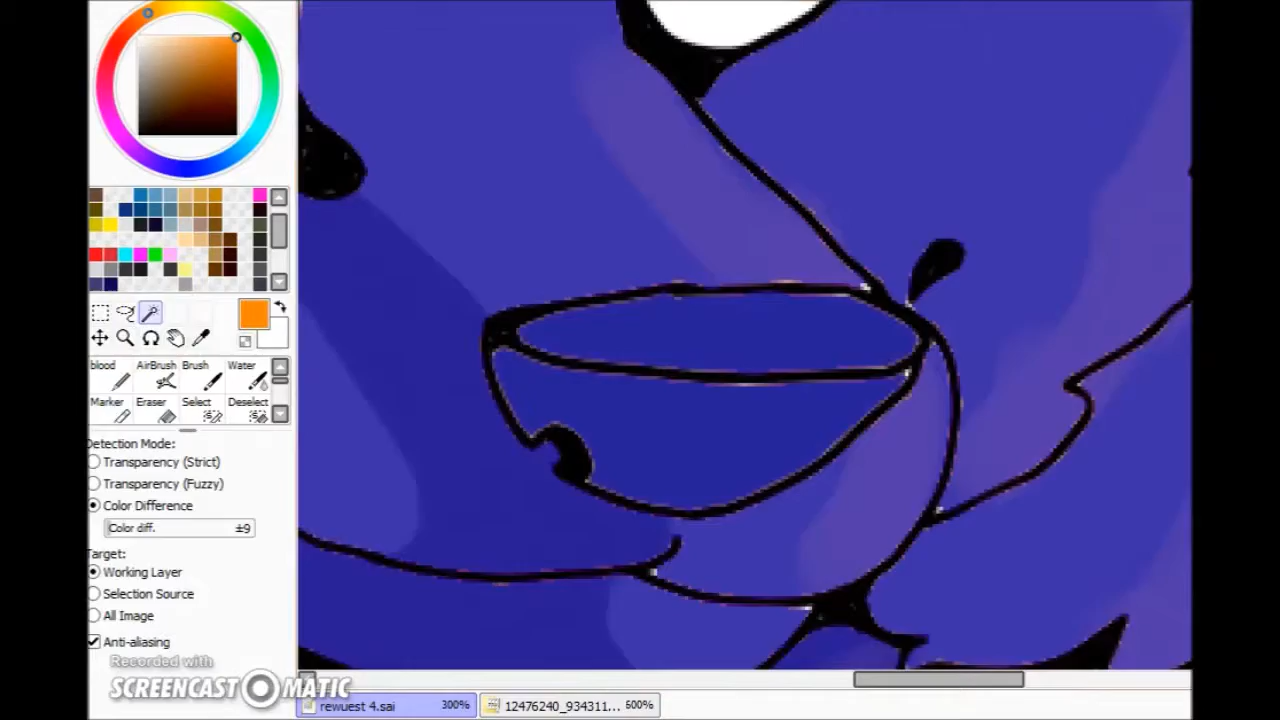 blood AirBrush Brush Water
Marker Eraser Select Deselect
Detection Mode:
Transparency (Strict)
Transparency (Fuzzy)
Color Difference
Color diff. ±9
Target:
Working Layer
Selection Source
All Image
Anti-aliasing
Recorded with
SCREENCAST MATIC
rewuest 4.sai 300% 12476240_934311... 600%